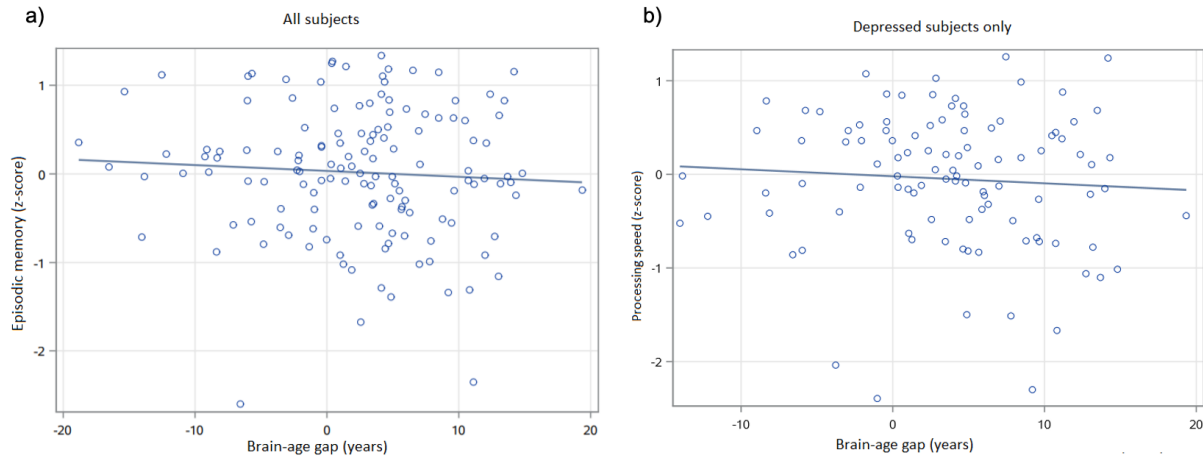 a)
All subjects
Episodic memory (z-score)
1
0
-1
-2
-20
-10
0
10
20
Brain-age gap (years)
b)
Depressed subjects only
Processing speed (z-score)
1
0
-1
-2
-10
0
10
20
Brain-age gap (years)